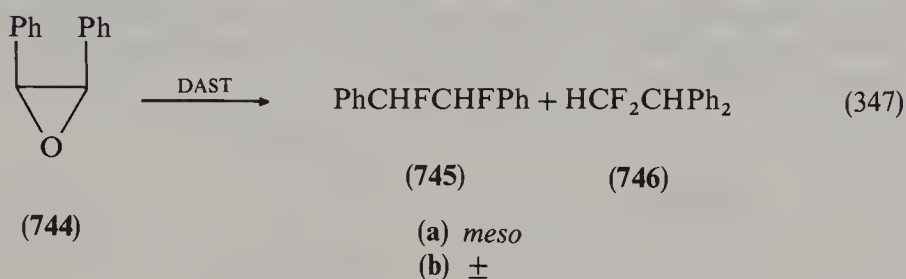 Ph Ph
O
DAST
PhCHFCHFPh + HCF₂CHPh₂ (347)
(745) (746)
(744)
(a) meso
(b) ±